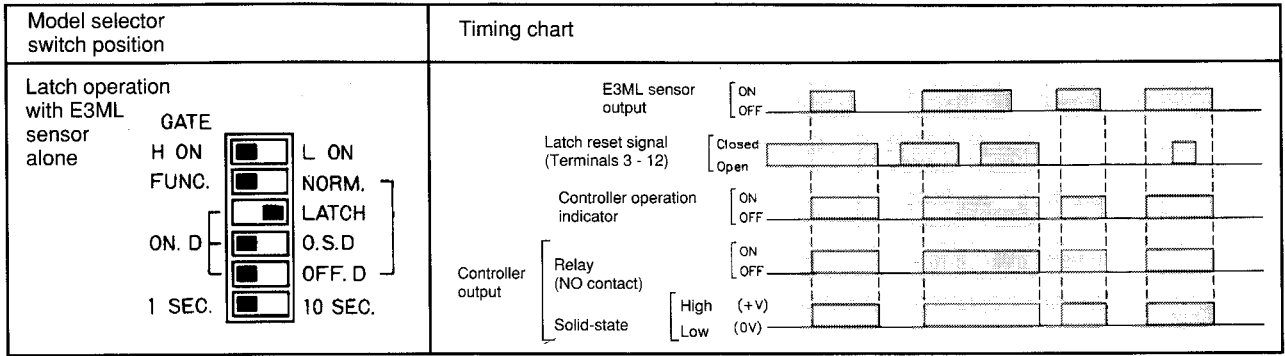 Model selector
switch position
Timing chart
Latch operation
with E3ML
sensor
alone
GATE
H ON
L ON
FUNC.
NORM.
LATCH
ON. D
O.S.D
OFF. D
1 SEC.
10 SEC.
E3ML sensor
output
ON
OFF
Latch reset signal
(Terminals 3 - 12)
Closed
Open
Controller operation
indicator
ON
OFF
Controller
output
Relay
(NO contact)
ON
OFF
Solid-state
High (+V)
Low (0V)